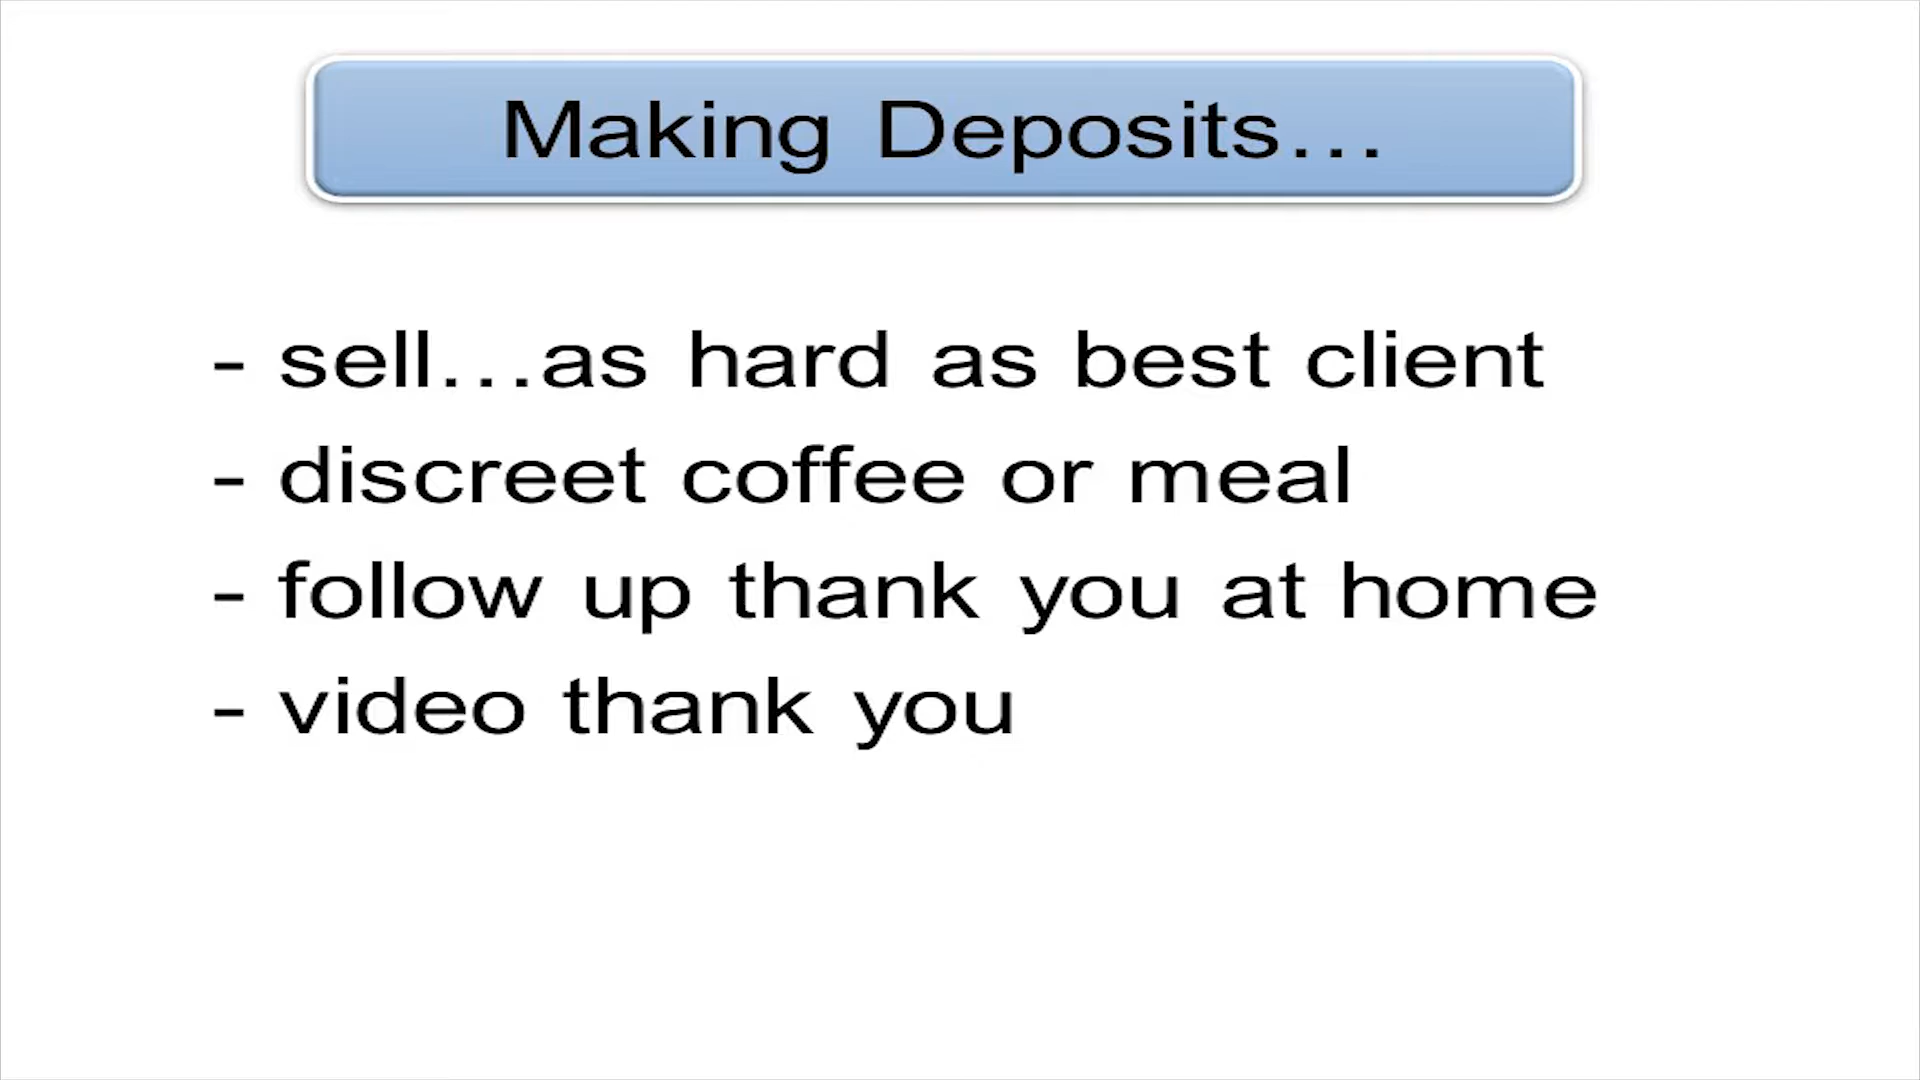 Making Deposits…
- sell…as hard as best client
- discreet coffee or meal
- follow up thank you at home
- video thank you